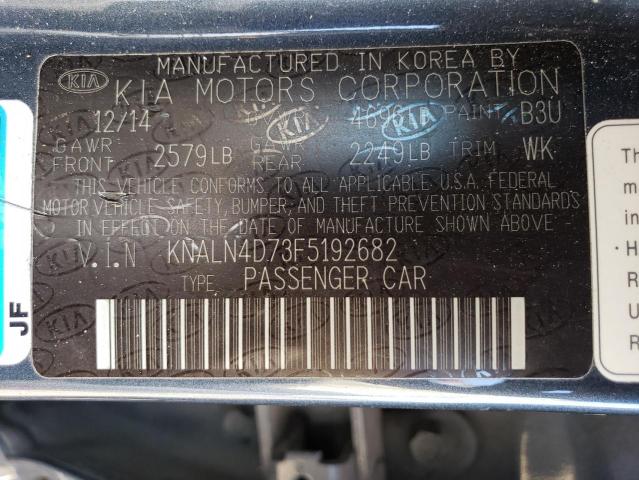 MANUFACTURED IN KOREA BY
KIA KIA MOTORS CORPORATION
12/14 PAINT B3U
GAWR FRONT 2579LB REAR 2249LB TRIM WK
THIS VEHICLE CONFORMS TO ALL APPLICABLE U.S.A. FEDERAL
MOTOR VEHICLE SAFETY, BUMPER, AND THEFT PREVENTION STANDARDS
IN EFFECT ON THE DATE OF MANUFACTURE SHOWN ABOVE
V.I.N KNALN4D73F5192682
TYPE PASSENGER CAR
JF